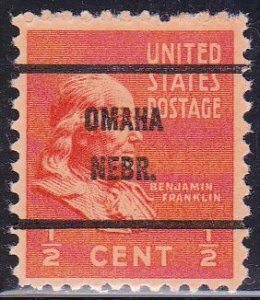 UNITED
STATES
POSTAGE
OMAHA
NEBR.
BENJAMIN
FRANKLIN
1/2 CENT 1/2